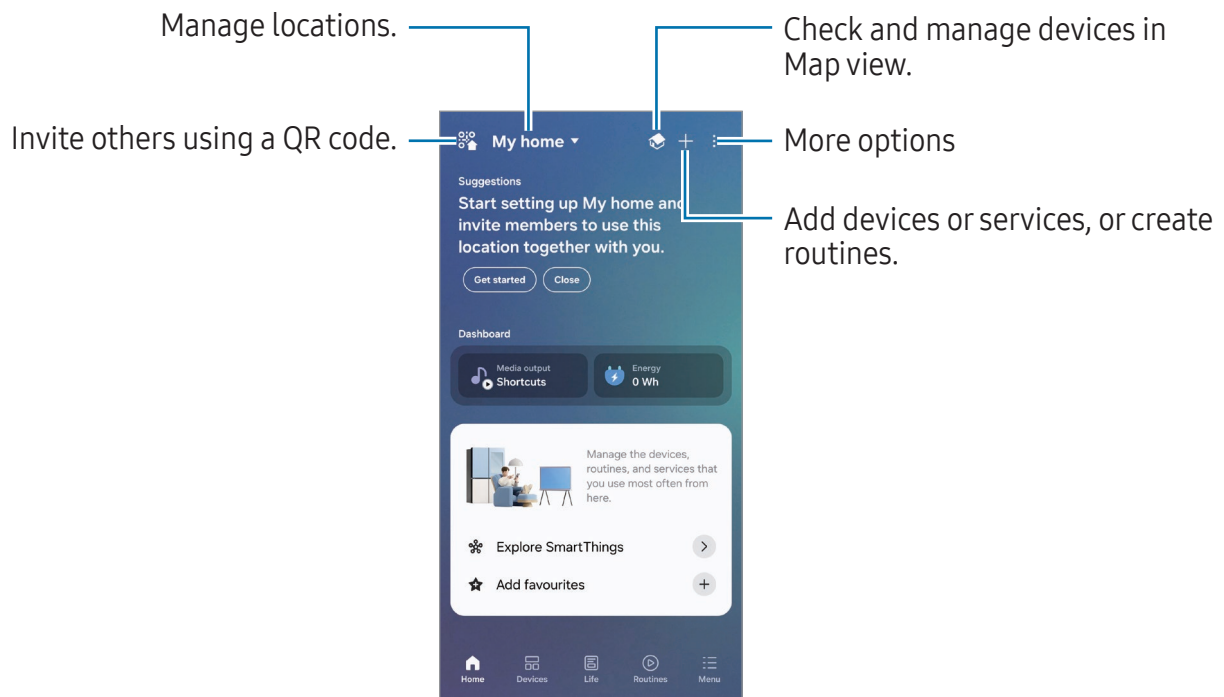 Manage locations.
Check and manage devices in
Map view.
Invite others using a QR code.
My home
More options
Add devices or services, or create
routines.
Suggestions
Start setting up My home and
invite members to use this
location together with you.
Get started
Close
Dashboard
Media output
Shortcuts
Energy
0 Wh
Manage the devices,
routines, and services that
you use most often from
here.
Explore SmartThings
Add favourites
Home
Devices
Life
Routines
Menu